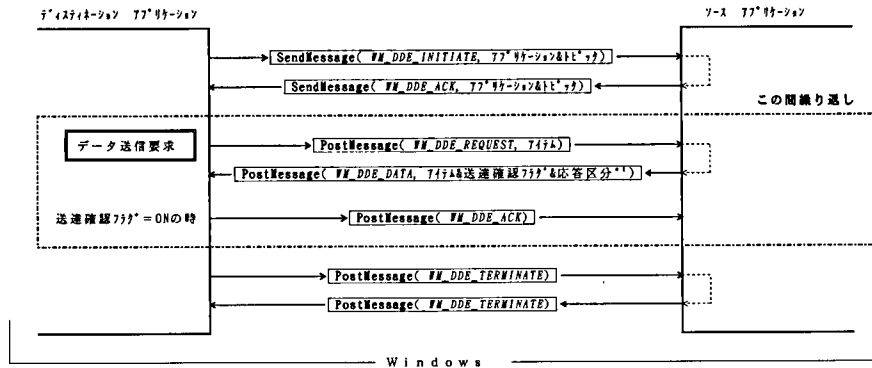 ﾃﾞｨｽﾃｨﾈｰｼｮﾝ ｱﾌﾟﾘｹｰｼｮﾝ
ｿｰｽ ｱﾌﾟﾘｹｰｼｮﾝ
SendMessage( WM_DDE_INITIATE, ｱﾌﾟﾘｹｰｼｮﾝ&ﾄﾋﾟｯｸ)
SendMessage( WM_DDE_ACK, ｱﾌﾟﾘｹｰｼｮﾝ&ﾄﾋﾟｯｸ)
この間繰り返し
データ送信要求
PostMessage( WM_DDE_REQUEST, ｱｲﾃﾑ)
PostMessage( WM_DDE_DATA, ｱｲﾃﾑ&送達確認ﾌﾗｸﾞ&応答区分*¹)
送達確認ﾌﾗｸﾞ=ONの時
PostMessage( WM_DDE_ACK)
PostMessage( WM_DDE_TERMINATE)
PostMessage( WM_DDE_TERMINATE)
Windows